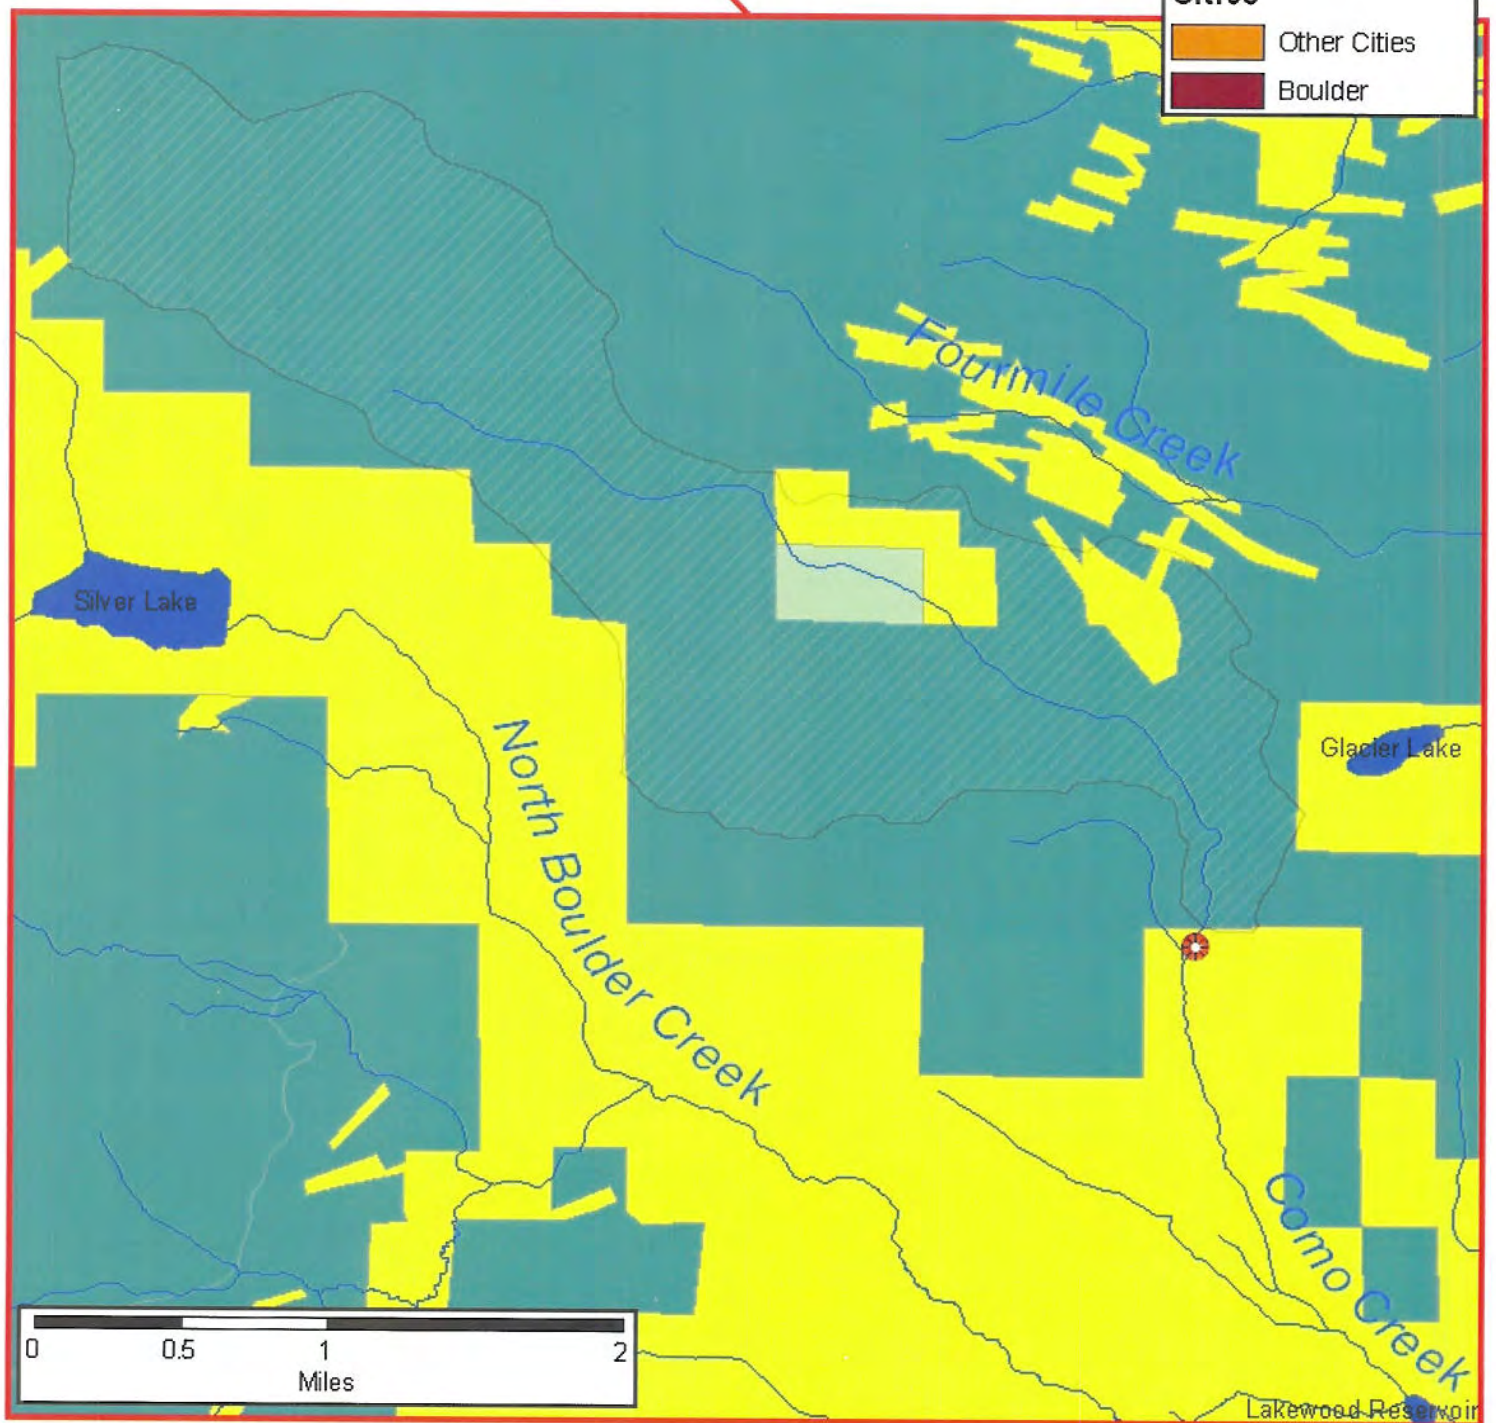 Other Cities
Boulder
Fourmile Creek
Silver Lake
Glacier Lake
North Boulder Creek
Como Creek
0 0.5 1 2
Miles
Lakewood Reservoir